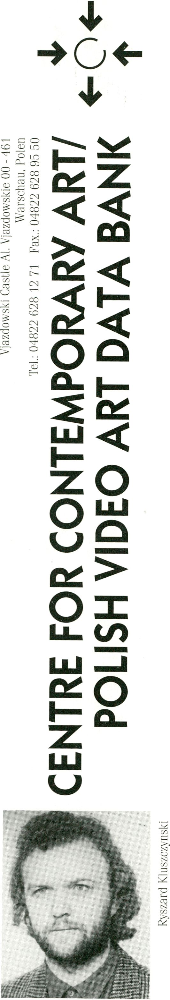 Vjazdowski Castle Al. Vjazdowskie 00 - 461
Warschau, Polen
Tel.: 04822 628 12 71 Fax.: 04822 628 95 50
CENTRE FOR CONTEMPORARY ART/
POLISH VIDEO ART DATA BANK
Ryszard Kluszczynski